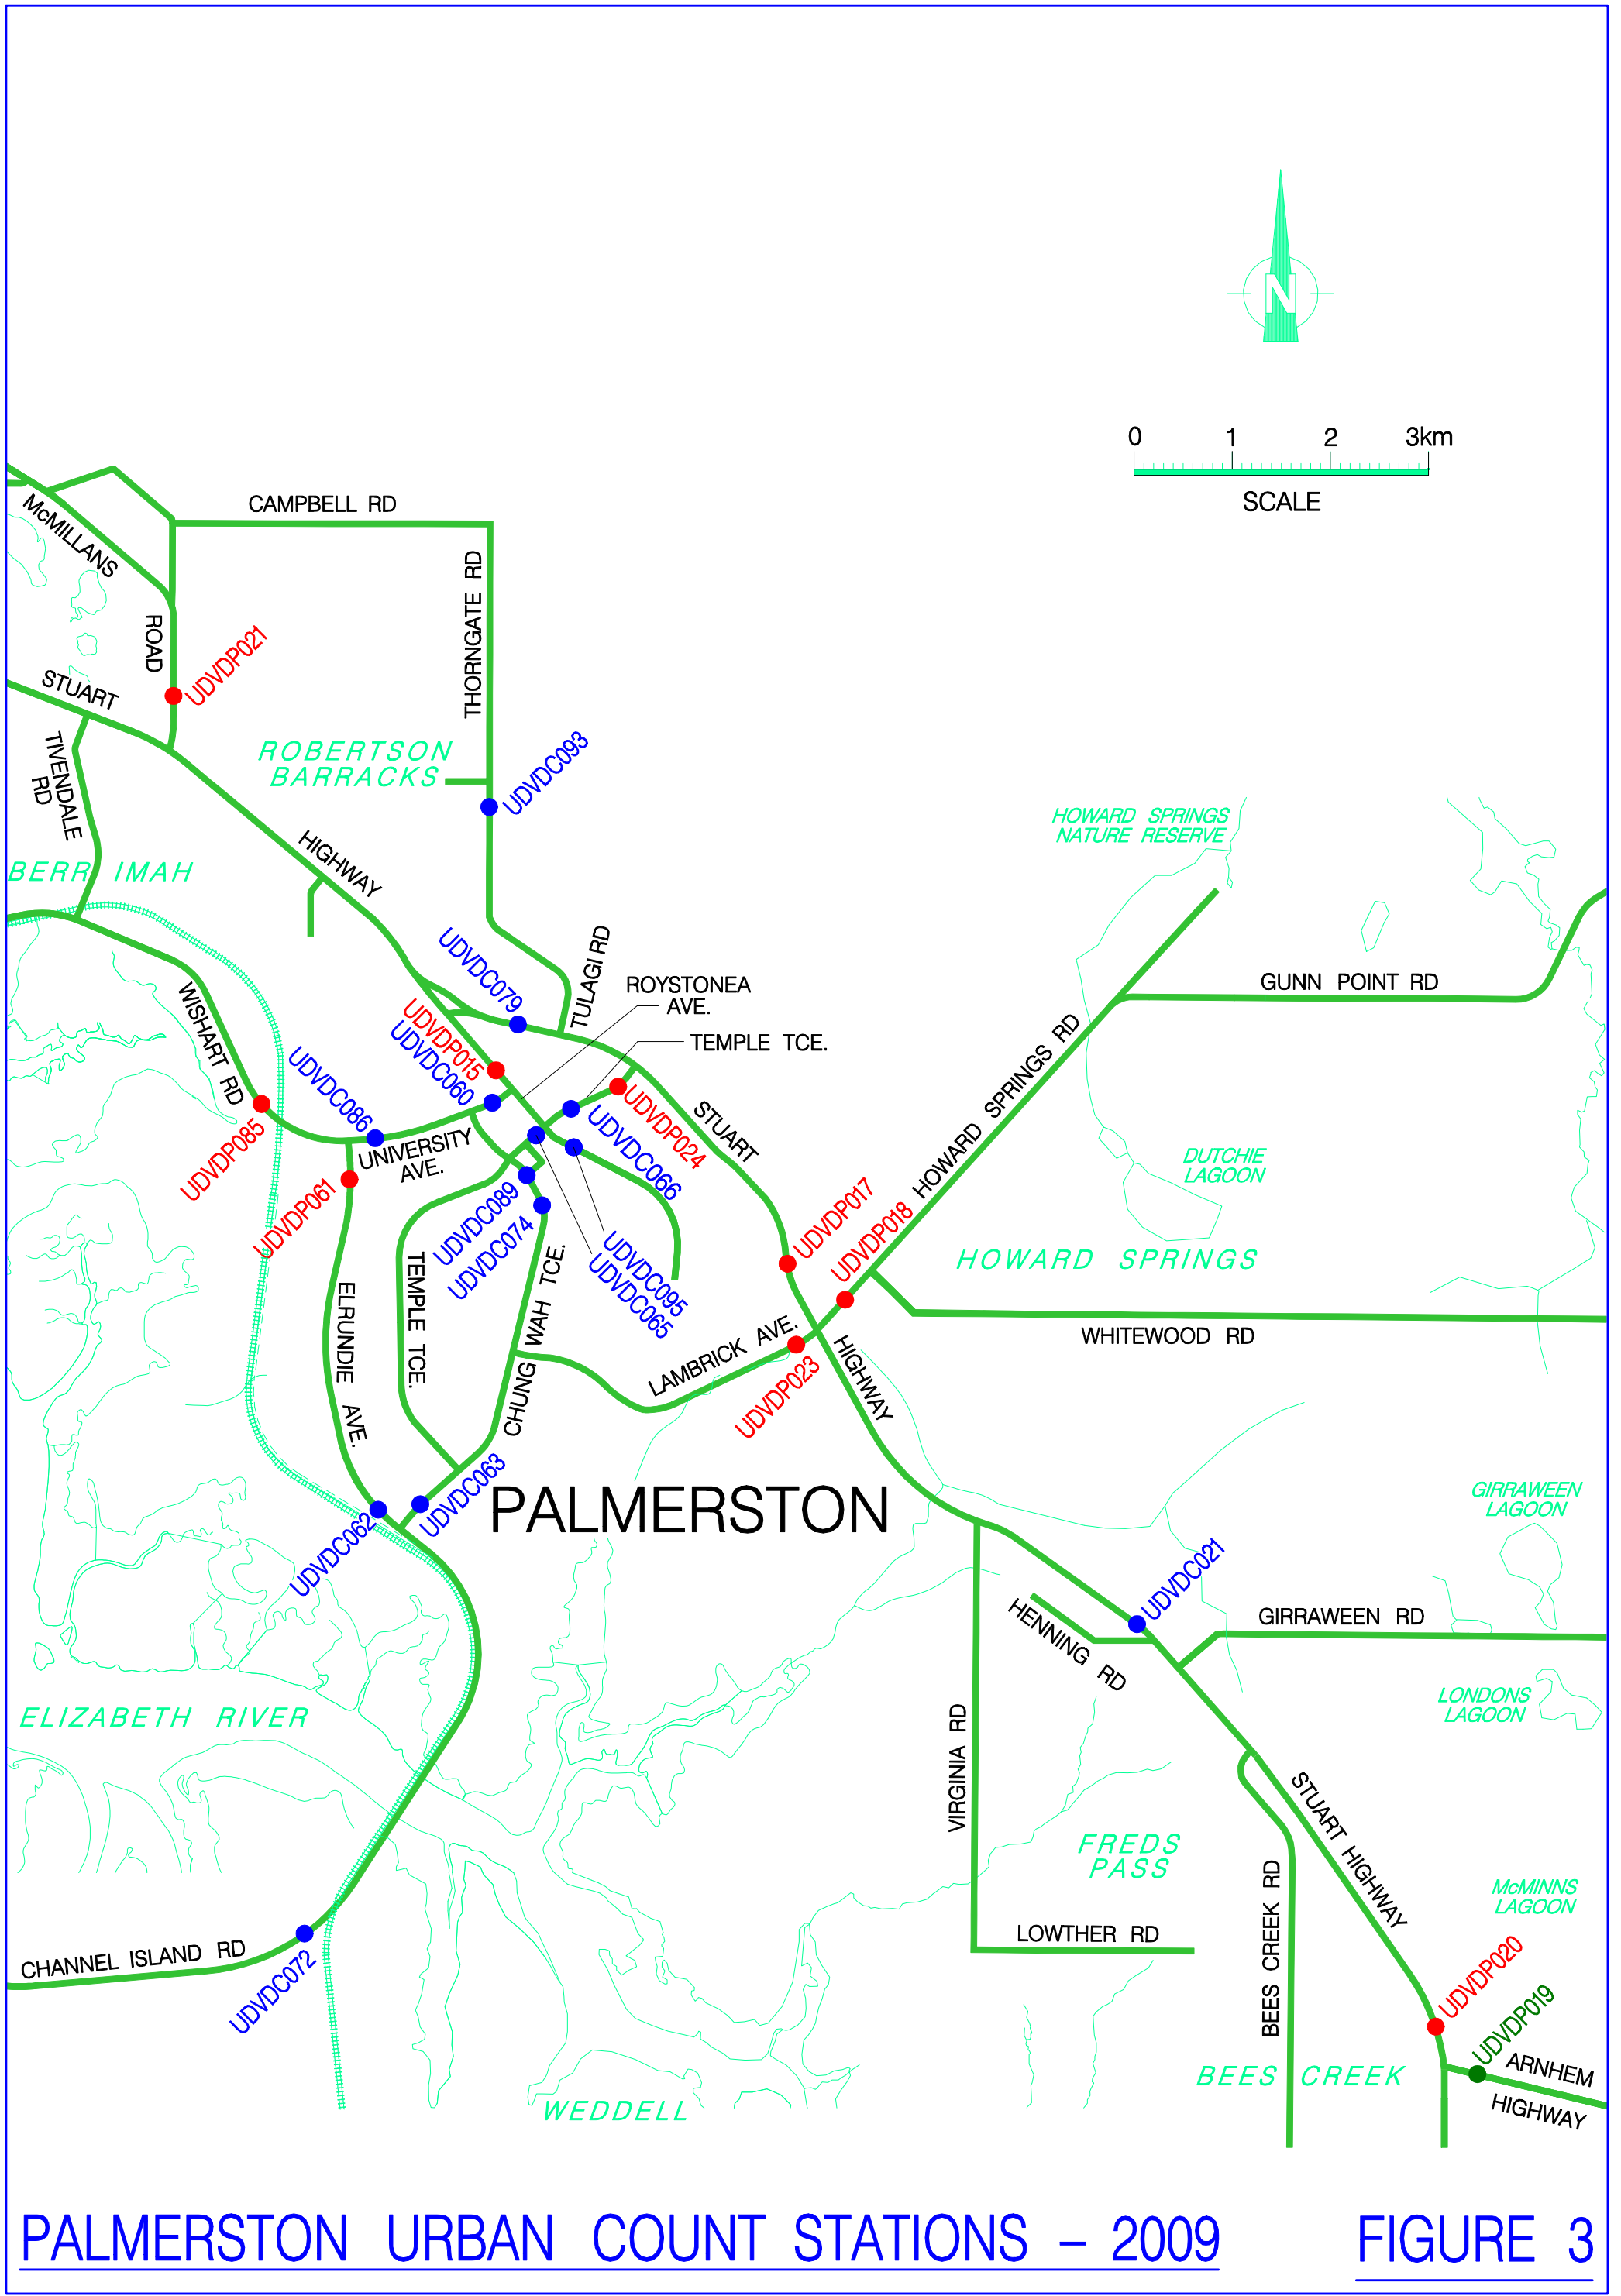 N
0 1 2 3km
SCALE
CAMPBELL RD
McMILLANS
ROAD
THORNGATE RD
UDVDP021
STUART
TIVENDALE
RD
ROBERTSON
BARRACKS
UDVDC093
HOWARD SPRINGS
NATURE RESERVE
HIGHWAY
BERR IMAH
UDVDC079
TULAGI RD
ROYSTONEA
AVE.
GUNN POINT RD
WISHART RD
UDVDP015
UDVDC060
TEMPLE TCE.
HOWARD SPRINGS RD
UDVDC086
UDVDP024
STUART
UDVDC066
UNIVERSITY
AVE.
DUTCHIE
LAGOON
UDVDP085
UDVDP061
UDVDC089
UDVDC074
UDVDP017
UDVDP018
HOWARD SPRINGS
UDVDC095
UDVDC065
ELRUNDIE AVE.
TEMPLE TCE.
CHUNG WAH TCE.
LAMBRICK AVE.
WHITEWOOD RD
HIGHWAY
UDVDP023
UDVDC063
PALMERSTON
UDVDC062
GIRRAWEEN
LAGOON
UDVDC021
HENNING RD
GIRRAWEEN RD
ELIZABETH RIVER
LONDONS
LAGOON
VIRGINIA RD
STUART HIGHWAY
FREDS
PASS
BEES CREEK RD
McMINNS
LAGOON
LOWTHER RD
CHANNEL ISLAND RD
UDVDC072
UDVDP020
UDVDP019
ARNHEM
HIGHWAY
BEES CREEK
WEDDELL
PALMERSTON URBAN COUNT STATIONS - 2009
FIGURE 3